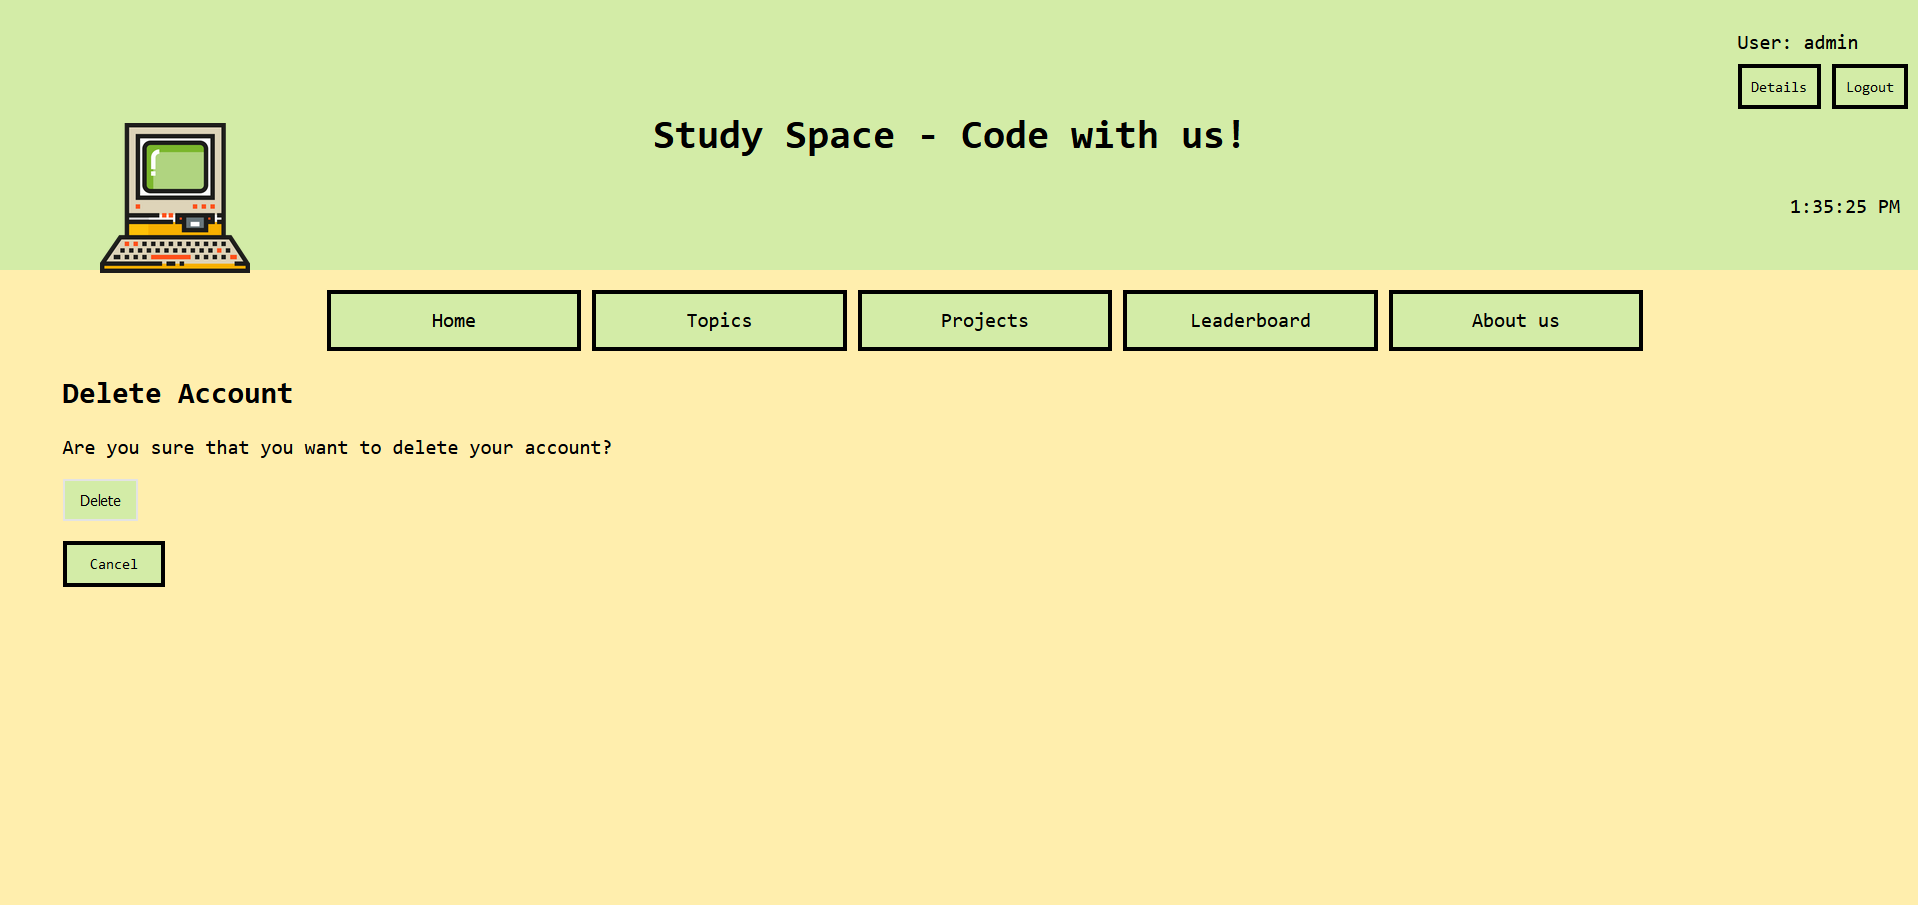 User: admin
Details Logout
Study Space - Code with us!
1:35:25 PM
Home Topics Projects Leaderboard About us
Delete Account
Are you sure that you want to delete your account?
Delete
Cancel